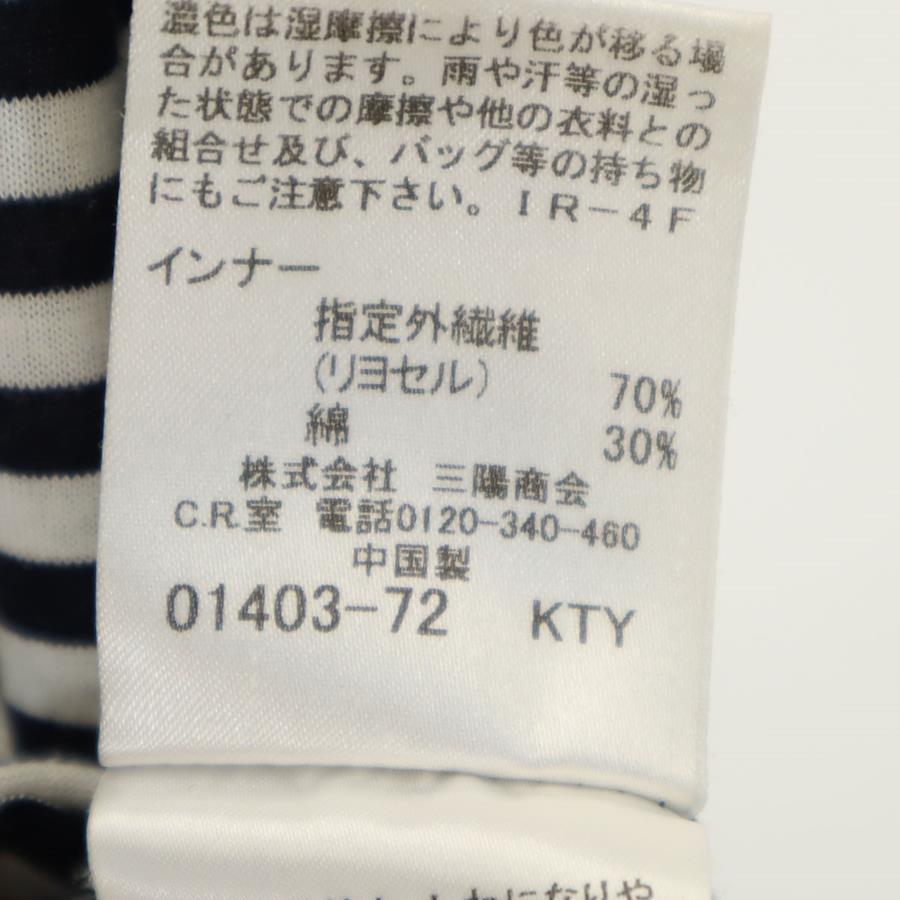 濃色は湿摩擦により色が移る場
合があります。雨や汗等の湿っ
た状態での摩擦や他の衣料との
組合せ及び、バッグ等の持ち物
にもご注意下さい。IR-4F
インナー
指定外繊維
(リヨセル) 70%
綿 30%
株式会社 三陽商会
C.R.室 電話0120-340-460
中国製
01403-72 KTY
になりや